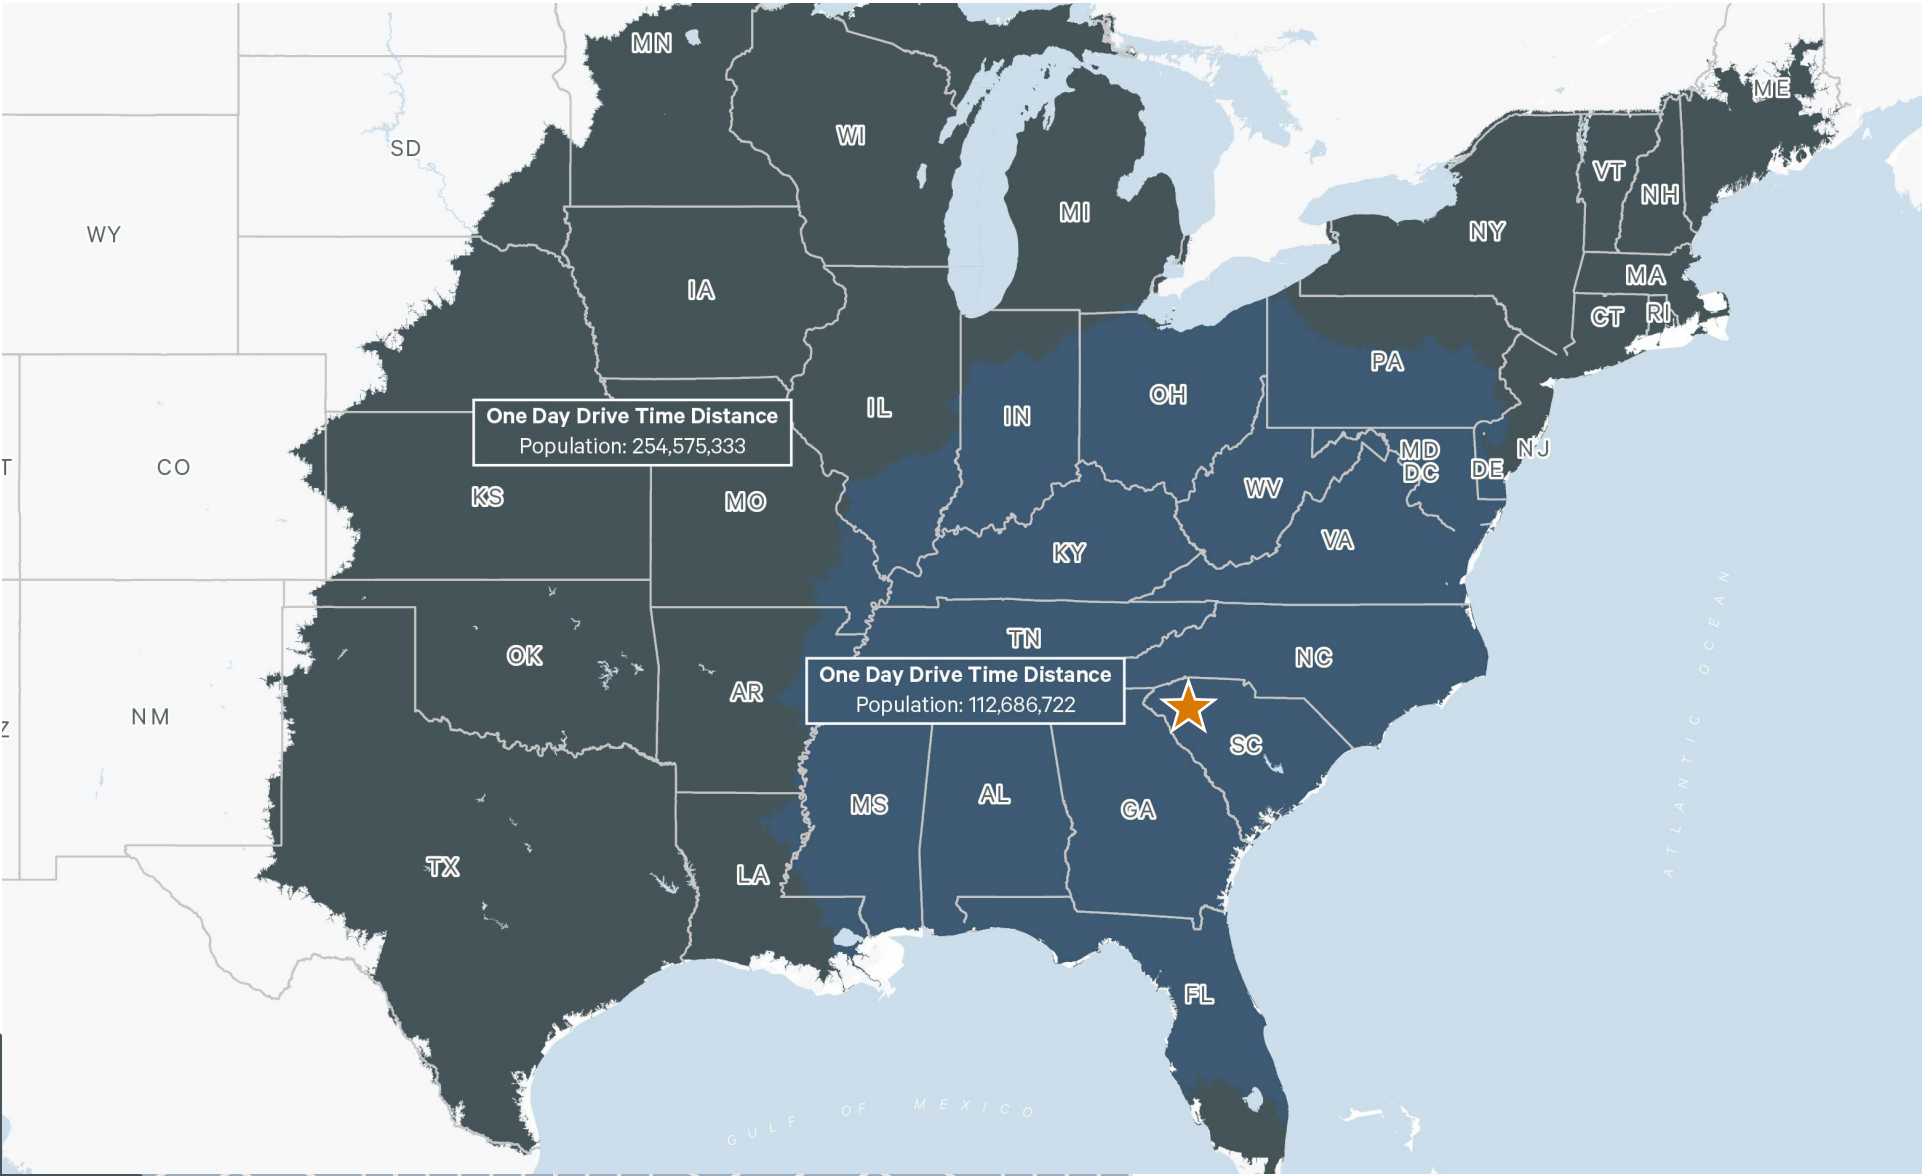 MN
ME
WI
SD
VT
NH
MI
WY
NY
MA
IA
CT
RI
PA
OH
IL
IN
One Day Drive Time Distance
Population: 254,575,333
NJ
MD
DC
DE
T
CO
WV
KS
MO
VA
KY
TN
OK
NC
One Day Drive Time Distance
Population: 112,686,722
AR
NM
Z
SC
MS
AL
GA
TX
LA
ATLANTIC OCEAN
FL
GULF OF MEXICO